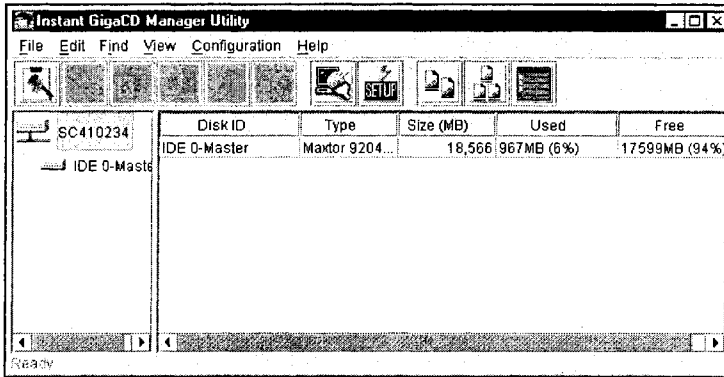 Instant GigaCD Manager Utility
File Edit Find View Configuration Help
SETUP
SC410234
IDE 0-Maste
Disk ID Type Size (MB) Used Free
IDE 0-Master Maxtor 9204... 18,566 967MB (6%) 17599MB (94%)
Ready